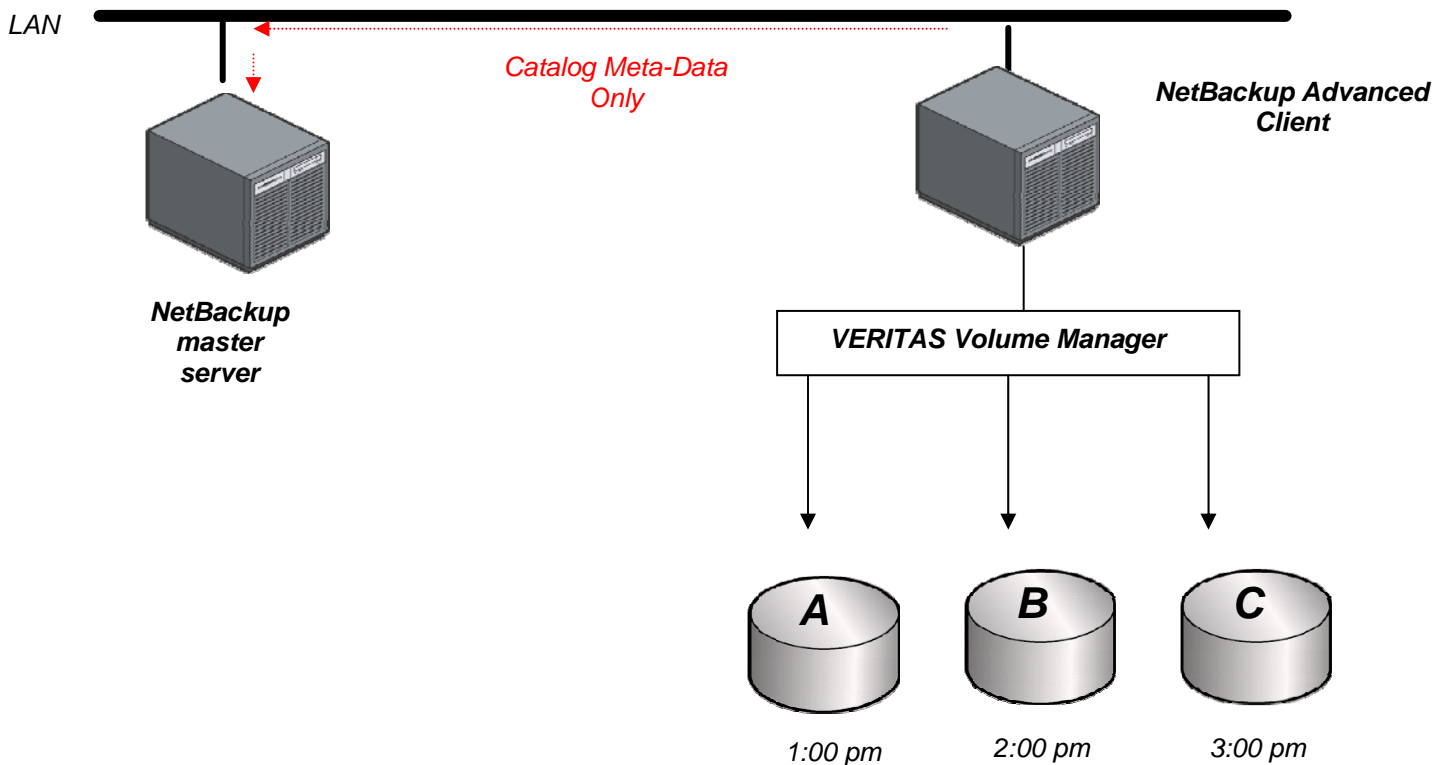 LAN
Catalog Meta-Data
Only
NetBackup Advanced
Client
NetBackup
master
server
VERITAS Volume Manager
A
B
C
1:00 pm
2:00 pm
3:00 pm